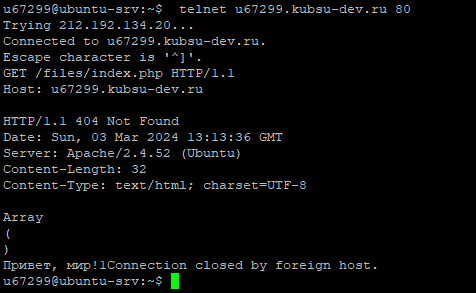 u67299@ubuntu-srv:~$  telnet u67299.kubsu-dev.ru 80
Trying 212.192.134.20...
Connected to u67299.kubsu-dev.ru.
Escape character is '^]'.
GET /files/index.php HTTP/1.1
Host: u67299.kubsu-dev.ru

HTTP/1.1 404 Not Found
Date: Sun, 03 Mar 2024 13:13:36 GMT
Server: Apache/2.4.52 (Ubuntu)
Content-Length: 32
Content-Type: text/html; charset=UTF-8

Array
(
)
Привет, мир!1Connection closed by foreign host.
u67299@ubuntu-srv:~$